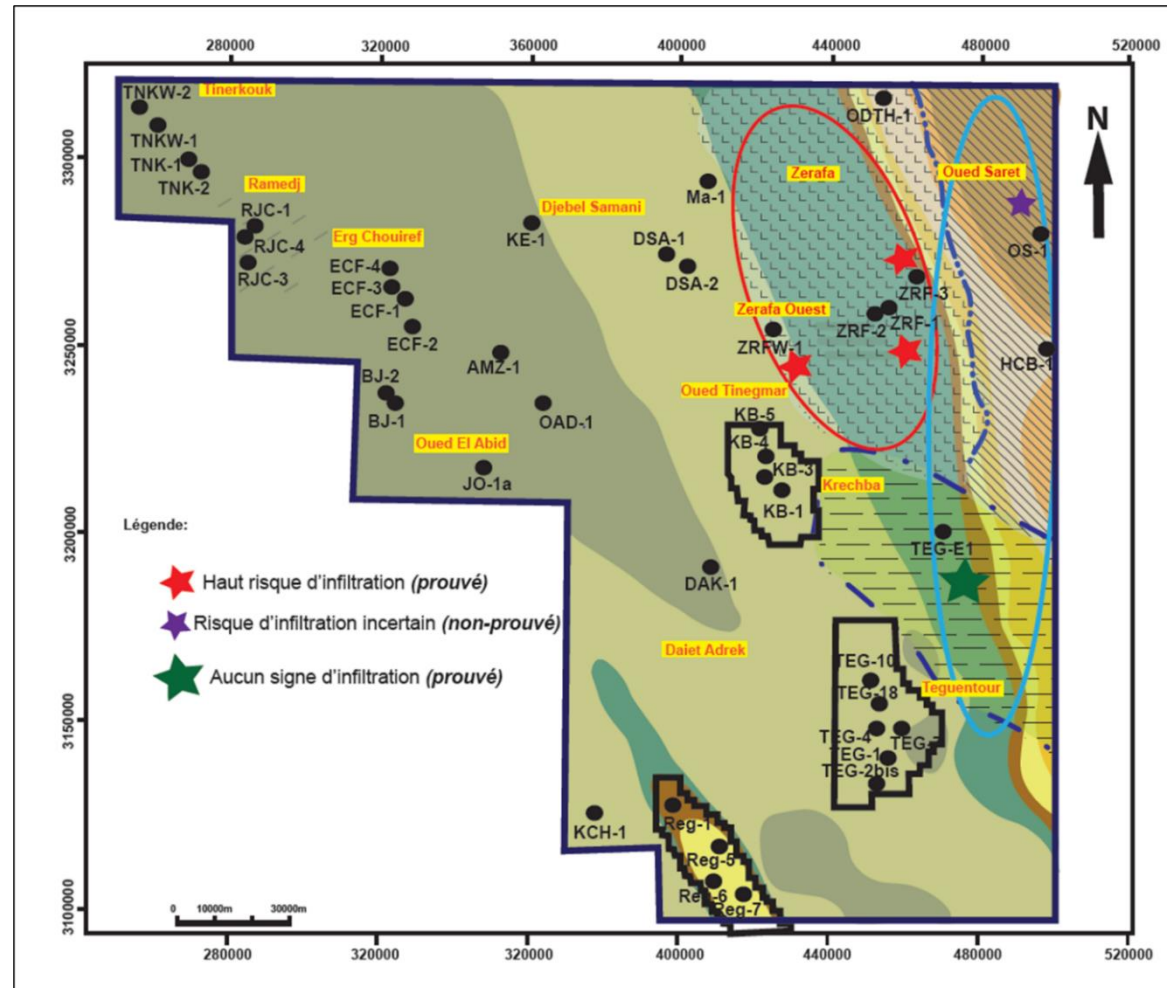 280000 320000 360000 400000 440000 480000 520000
TNKW-2
Tinerkouk
TNKW-1
TNK-1
TNK-2
Ramedj
RJC-1
RJC-4
RJC-3
Erg Chouiref
ECF-4
ECF-3
ECF-1
ECF-2
Djebel Samani
KE-1
Ma-1
DSA-1
DSA-2
ODTH-1
Zerafa
Oued Saret
OS-1
N
ZRF-3
ZRF-1
ZRF-2
Zerafa Ouest
ZRFW-1
HCB-1
AMZ-1
BJ-2
BJ-1
OAD-1
Oued Tinegmar
Oued El Abid
JO-1a
KB-5
KB-4
KB-3
KB-1
Krechba
TEG-E1
DAK-1
Daiet Adrek
TEG-10
TEG-18
Teguentour
TEG-4
TEG-1
TEG-2bis
KCH-1
Reg-1
Reg-5
Reg-6
Reg-7
3300000
3250000
3200000
3150000
3100000
Légende:
Haut risque d'infiltration (prouvé)
Risque d'infiltration incertain (non-prouvé)
Aucun signe d'infiltration (prouvé)
0 10000m 30000m
280000 320000 320000 400000 440000 480000 520000